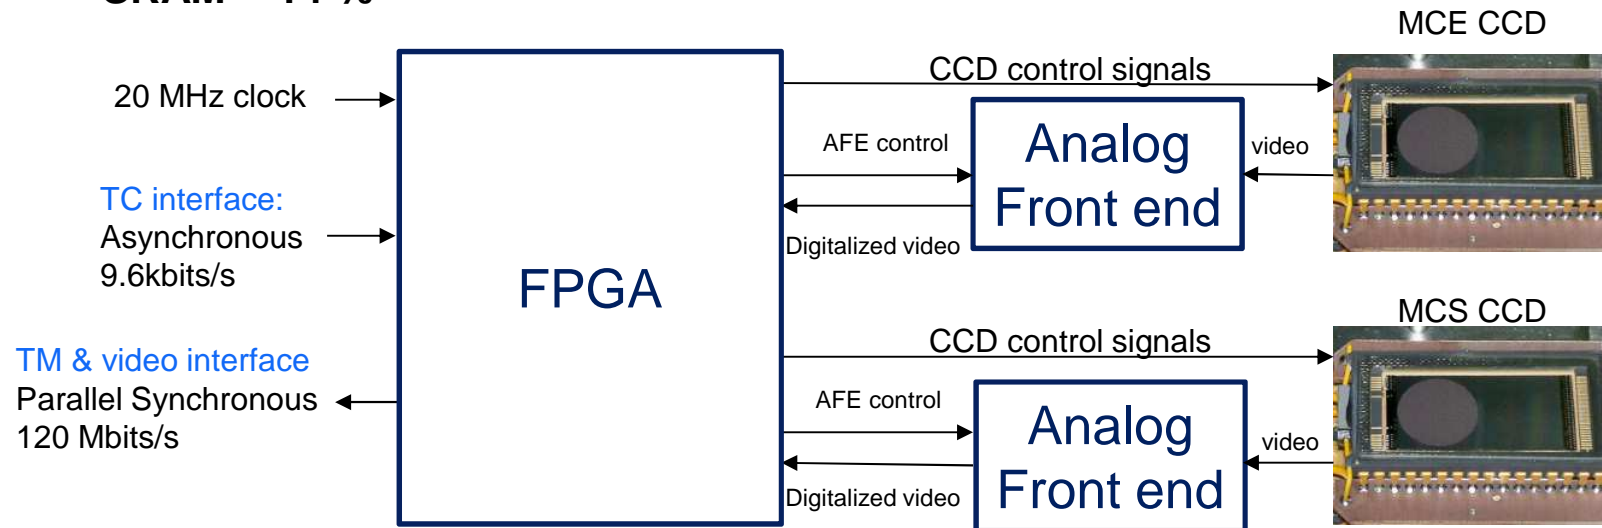 MCE CCD
20 MHz clock
CCD control signals
AFE control
Analog
Front end
video
Digitalized video
TC interface:
Asynchronous
9.6kbits/s
FPGA
MCS CCD
CCD control signals
TM & video interface
Parallel Synchronous
120 Mbits/s
AFE control
Analog
Front end
video
Digitalized video